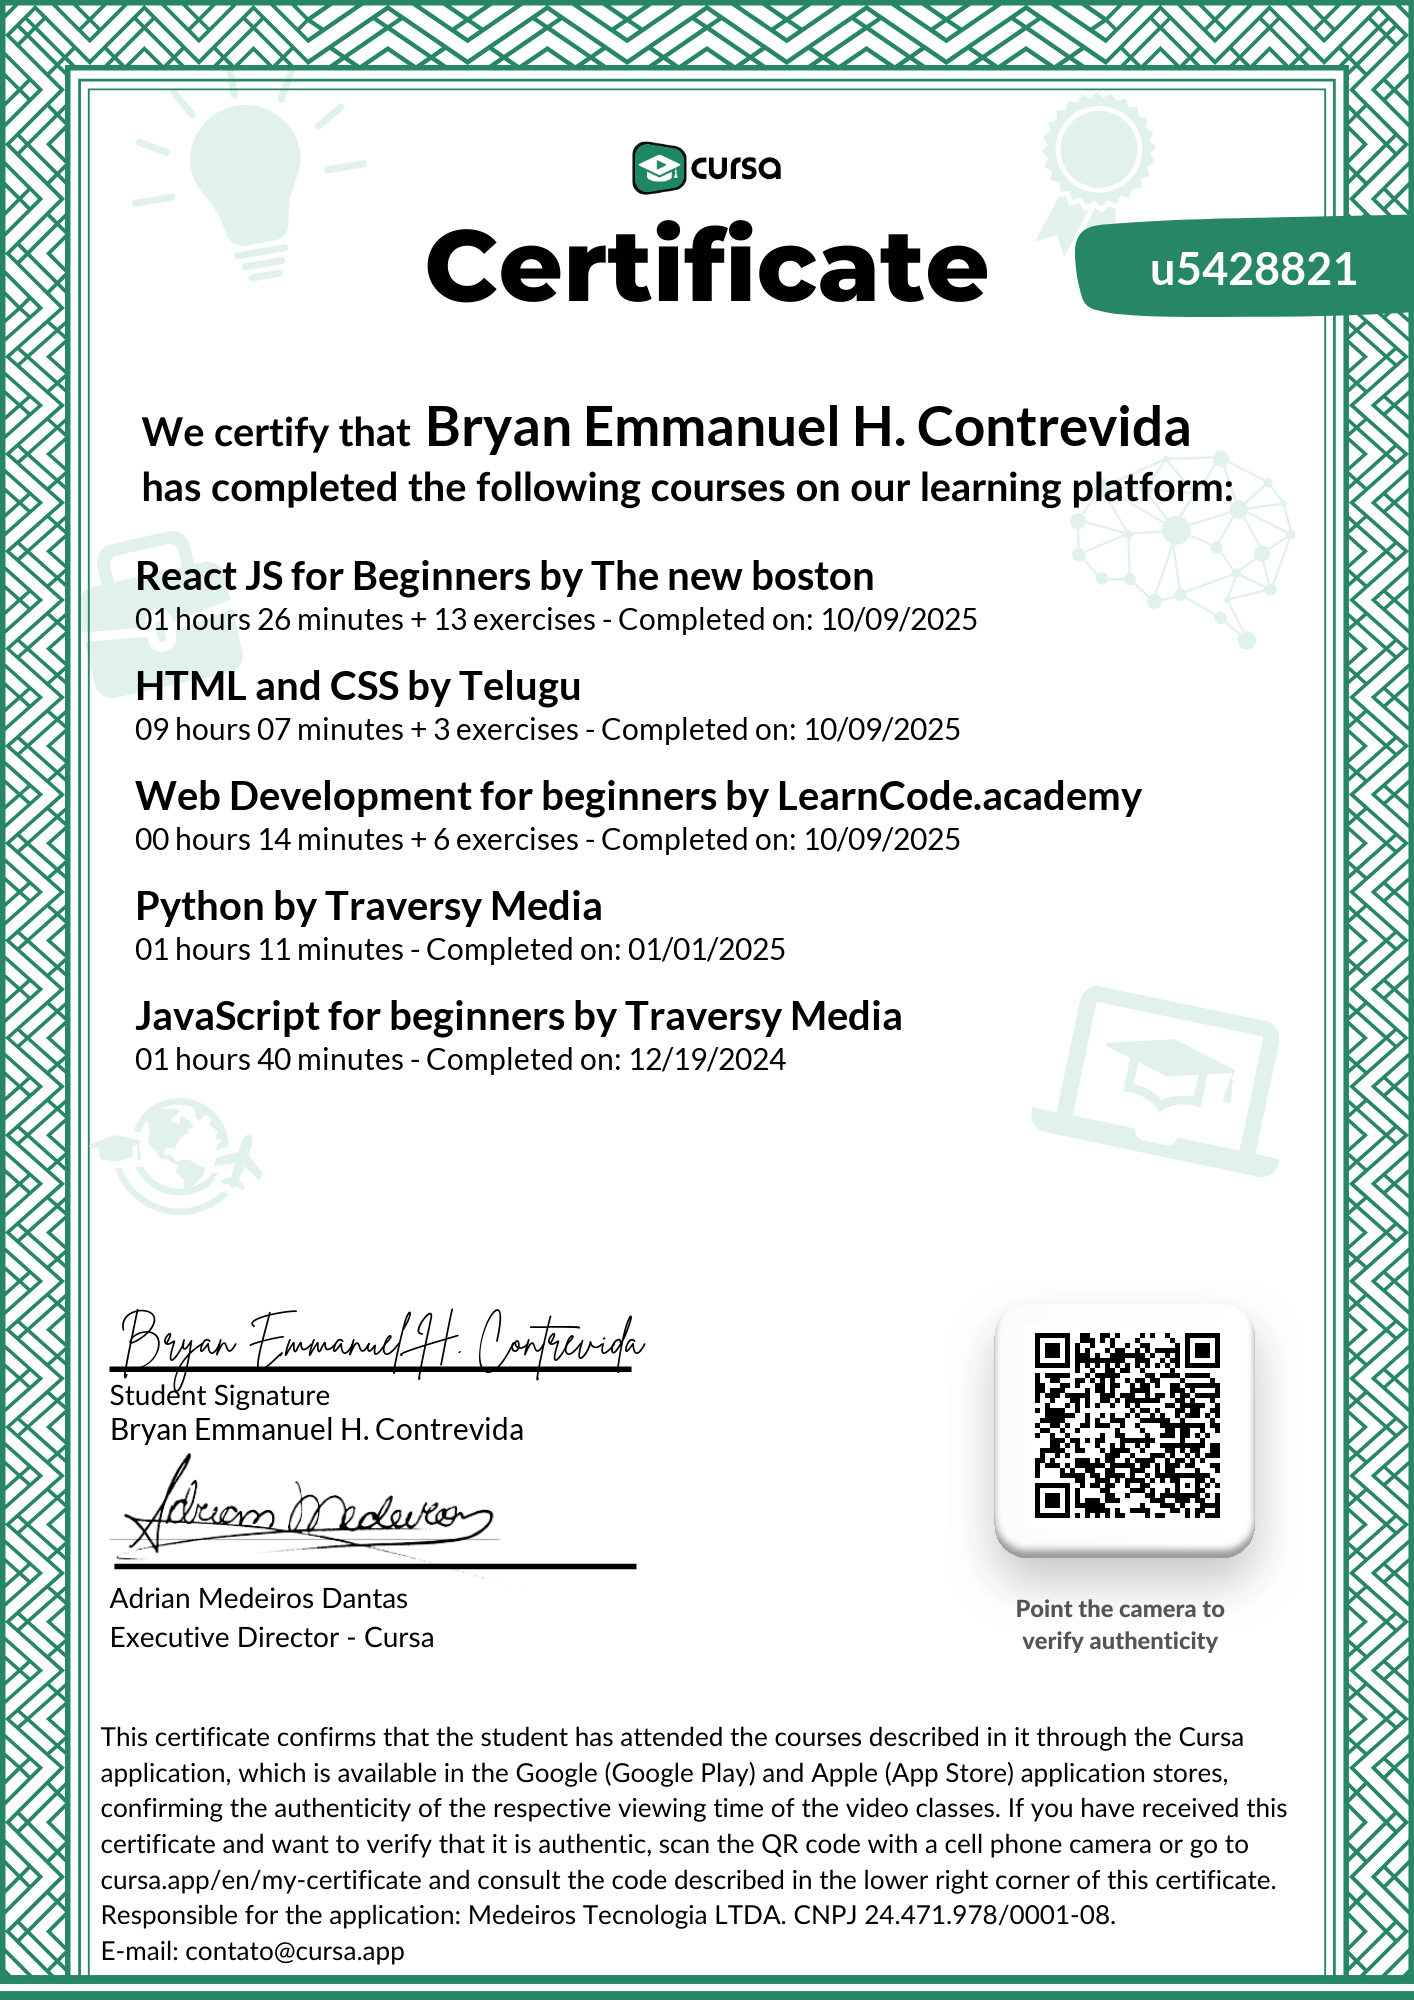 cursa
Certificate
u5428821
We certify that Bryan Emmanuel H. Contrevida
has completed the following courses on our learning platform:
React JS for Beginners by The new boston
01 hours 26 minutes + 13 exercises - Completed on: 10/09/2025
HTML and CSS by Telugu
09 hours 07 minutes + 3 exercises - Completed on: 10/09/2025
Web Development for beginners by LearnCode.academy
00 hours 14 minutes + 6 exercises - Completed on: 10/09/2025
Python by Traversy Media
01 hours 11 minutes - Completed on: 01/01/2025
JavaScript for beginners by Traversy Media
01 hours 40 minutes - Completed on: 12/19/2024
Bryan Emmanuel H. Contrevida
Student Signature
Bryan Emmanuel H. Contrevida
Adrian Medeiros
Adrian Medeiros Dantas
Executive Director - Cursa
Point the camera to
verify authenticity
This certificate confirms that the student has attended the courses described in it through the Cursa
application, which is available in the Google (Google Play) and Apple (App Store) application stores,
confirming the authenticity of the respective viewing time of the video classes. If you have received this
certificate and want to verify that it is authentic, scan the QR code with a cell phone camera or go to
cursa.app/en/my-certificate and consult the code described in the lower right corner of this certificate.
Responsible for the application: Medeiros Tecnologia LTDA. CNPJ 24.471.978/0001-08.
E-mail: contato@cursa.app